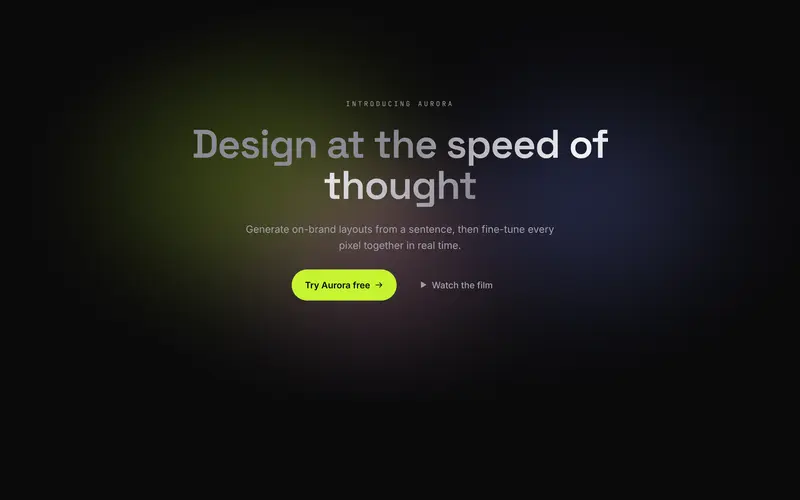 INTRODUCING AURORA
Design at the speed of
thought
Generate on-brand layouts from a sentence, then fine-tune every
pixel together in real time.
Try Aurora free →
▶ Watch the film